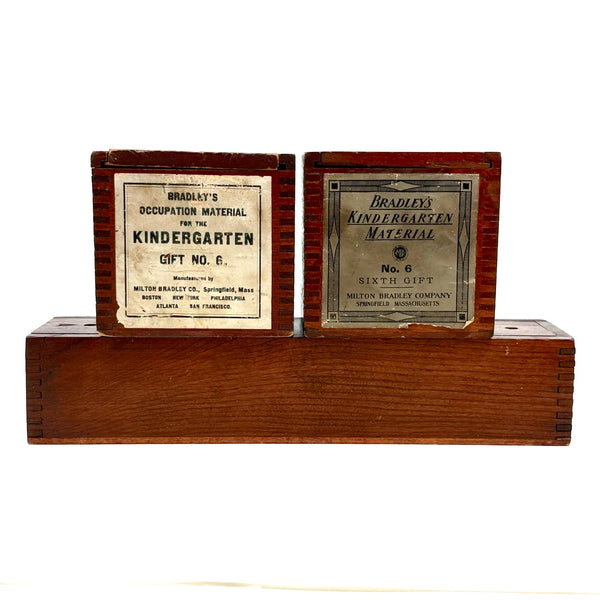 BRADLEY'S
OCCUPATION MATERIAL
FOR THE
KINDERGARTEN
GIFT NO. 6.
Manufactured by
MILTON BRADLEY CO., Springfield, Mass
BOSTON NEW YORK PHILADELPHIA
ATLANTA SAN FRANCISCO.
BRADLEY'S
KINDERGARTEN
MATERIAL
No. 6
SIXTH GIFT
MILTON BRADLEY COMPANY
SPRINGFIELD MASSACHUSETTS